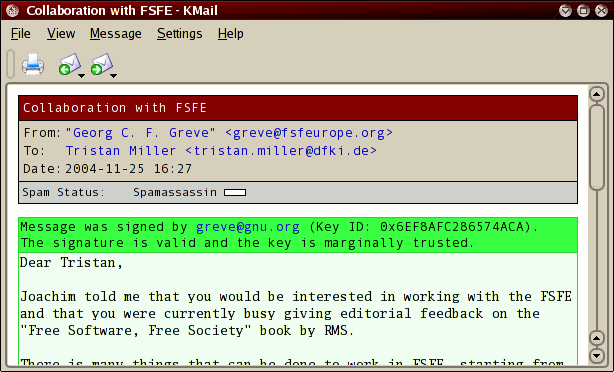 Collaboration with FSFE - KMail
File View Message Settings Help
Collaboration with FSFE
From: "Georg C. F. Greve" <greve@fsfeurope.org>
To: Tristan Miller <tristan.miller@dfki.de>
Date: 2004-11-25 16:27
Spam Status: Spamassassin
Message was signed by greve@gnu.org (Key ID: 0x6EF8AFC286574ACA).
The signature is valid and the key is marginally trusted.
Dear Tristan,
Joachim told me that you would be interested in working with the FSFE
and that you were currently busy giving editorial feedback on the
"Free Software, Free Society" book by RMS.
There is many things that can be done to work in FSFE, starting from